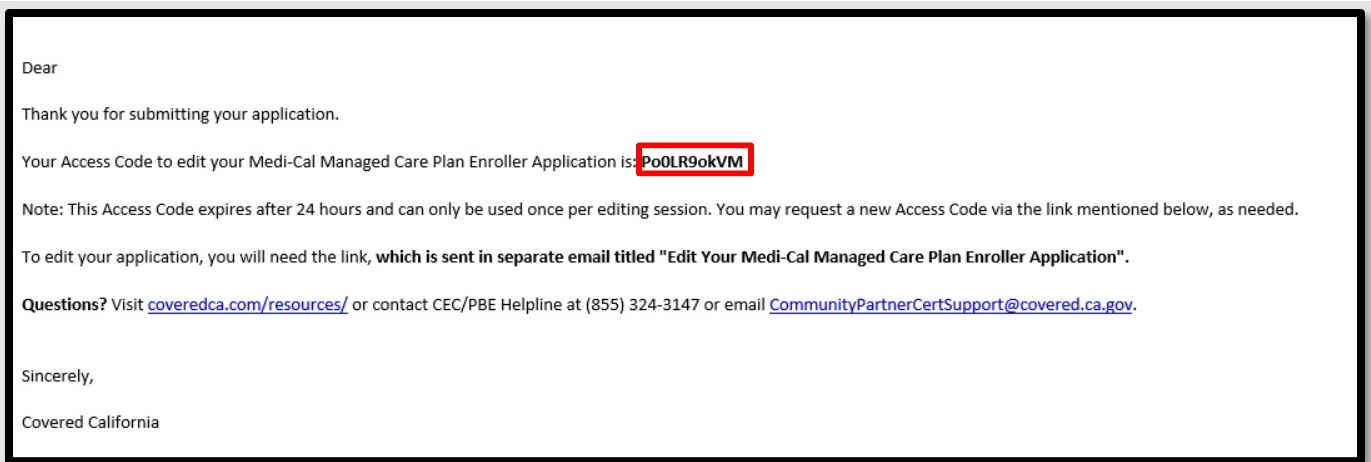 Dear
Thank you for submitting your application.
Your Access Code to edit your Medi-Cal Managed Care Plan Enroller Application is: Po0LR9okVM
Note: This Access Code expires after 24 hours and can only be used once per editing session. You may request a new Access Code via the link mentioned below, as needed.
To edit your application, you will need the link, which is sent in separate email titled "Edit Your Medi-Cal Managed Care Plan Enroller Application".
Questions? Visit coveredca.com/resources/ or contact CEC/PBE Helpline at (855) 324-3147 or email CommunityPartnerCertSupport@covered.ca.gov.
Sincerely,
Covered California